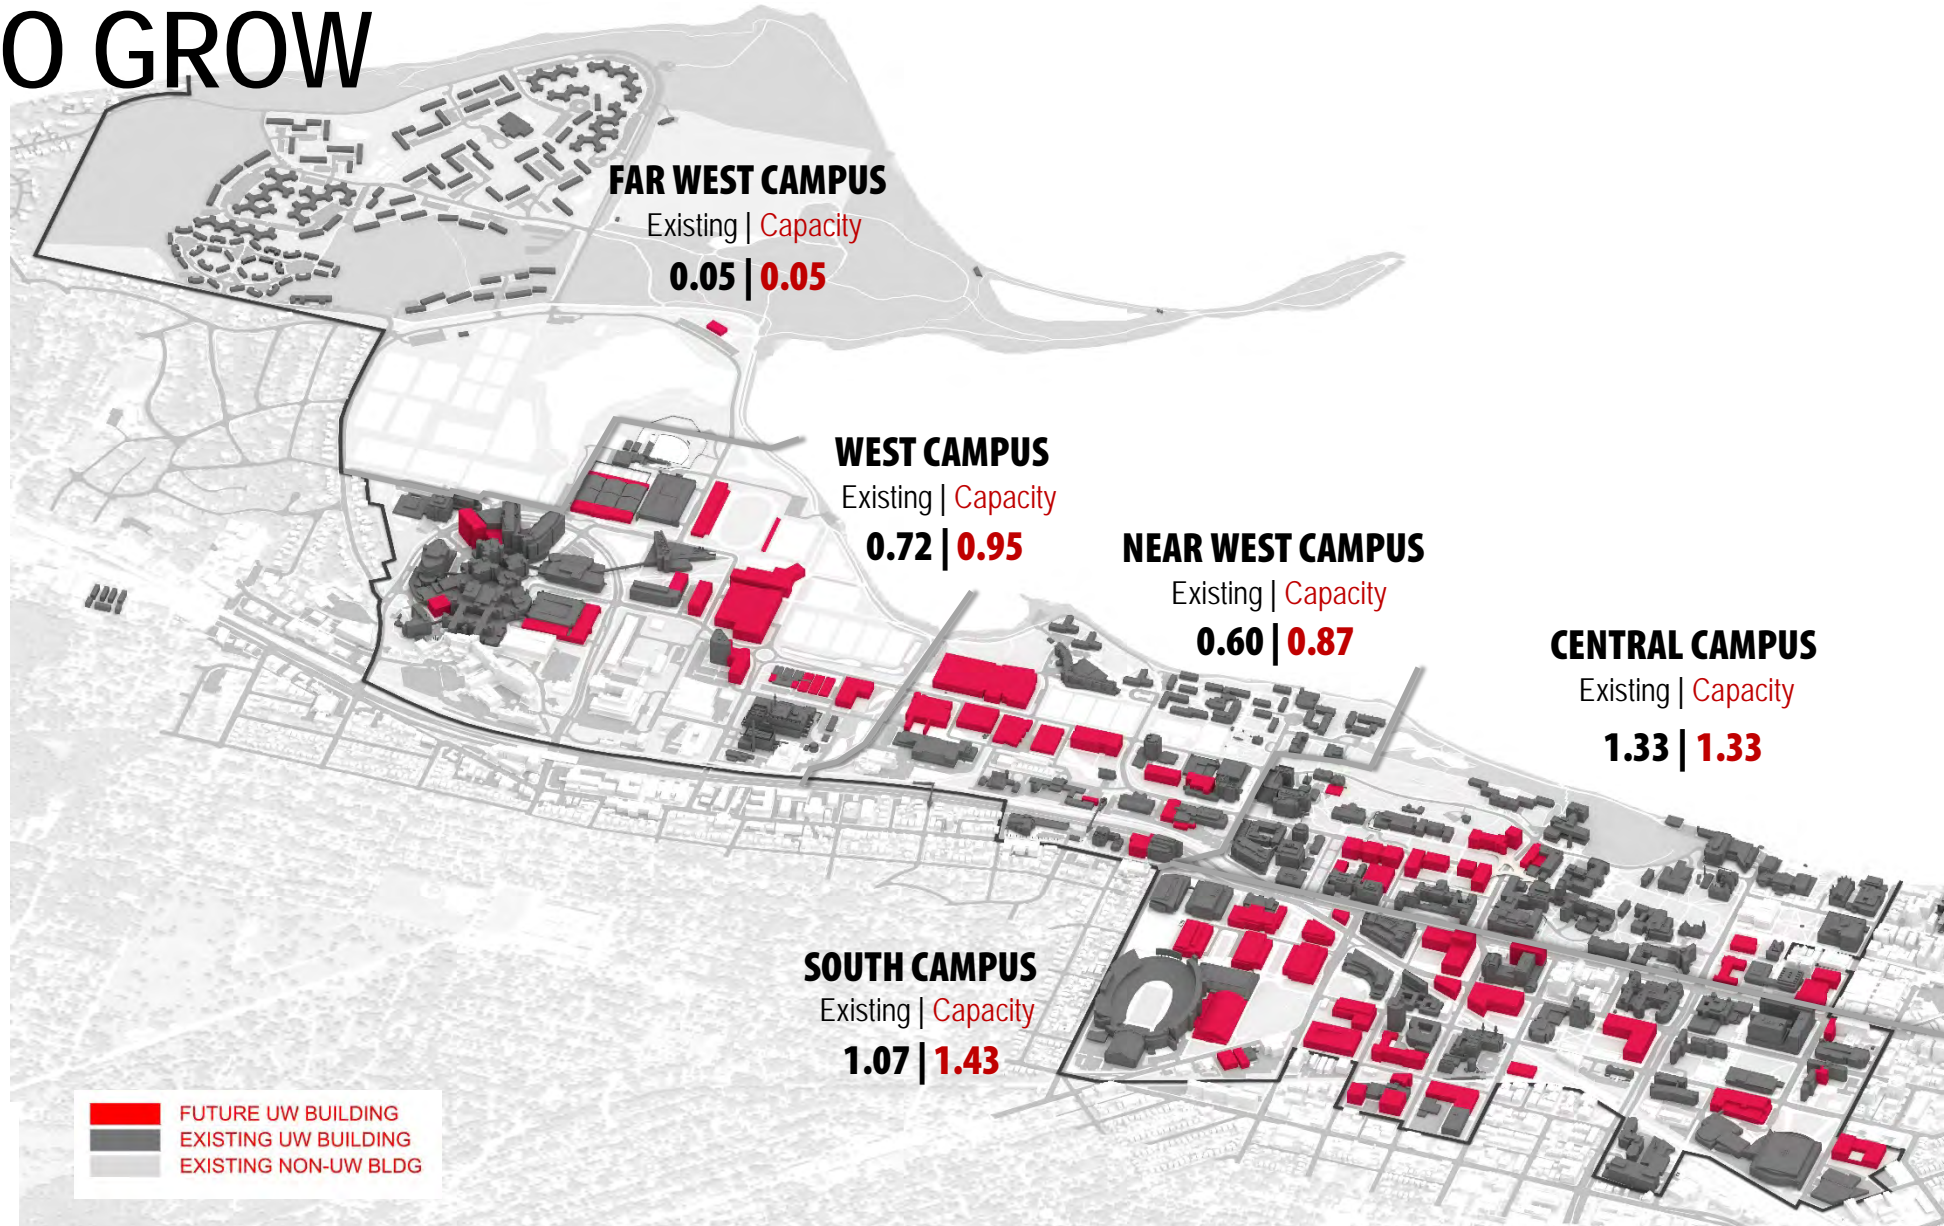 O GROW
FAR WEST CAMPUS
Existing | Capacity
0.05 | 0.05
WEST CAMPUS
Existing | Capacity
0.72 | 0.95
NEAR WEST CAMPUS
Existing | Capacity
0.60 | 0.87
CENTRAL CAMPUS
Existing | Capacity
1.33 | 1.33
SOUTH CAMPUS
Existing | Capacity
1.07 | 1.43
FUTURE UW BUILDING
EXISTING UW BUILDING
EXISTING NON-UW BLDG